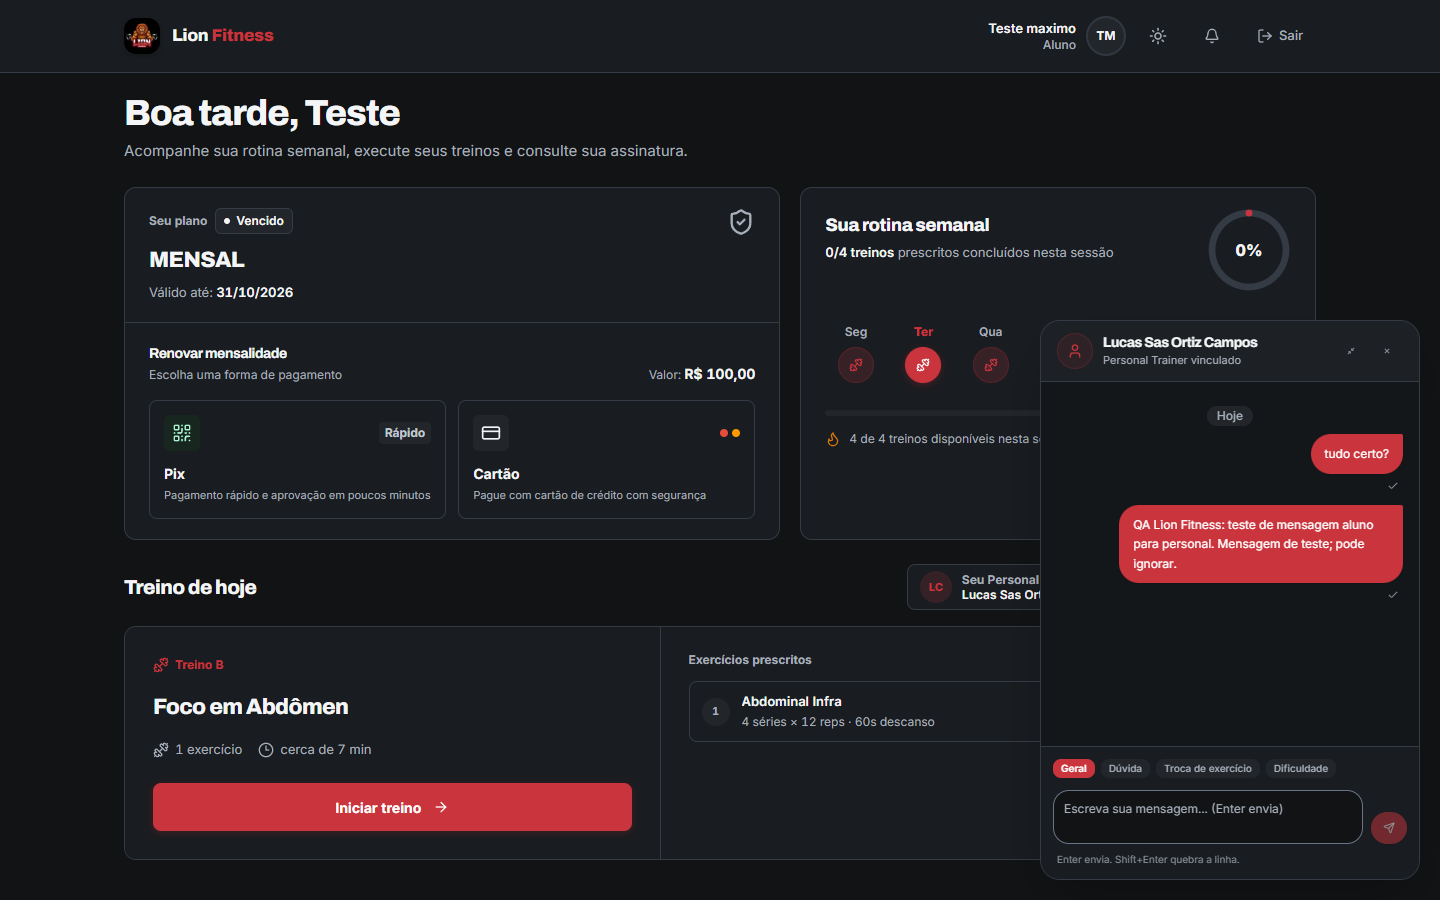 Lion Fitness
Teste maximo
Aluno
TM
Sair
Boa tarde, Teste
Acompanhe sua rotina semanal, execute seus treinos e consulte sua assinatura.
Seu plano
Vencido
MENSAL
Válido até: 31/10/2026
Renovar mensalidade
Escolha uma forma de pagamento
Valor: R$ 100,00
Rápido
Pix
Pagamento rápido e aprovação em poucos minutos
Cartão
Pague com cartão de crédito com segurança
Sua rotina semanal
0/4 treinos prescritos concluídos nesta sessão
0%
Seg
Ter
Qua
4 de 4 treinos disponíveis nesta s
Treino de hoje
LC
Seu Personal
Lucas Sas Ort
Treino B
Foco em Abdômen
1 exercício
cerca de 7 min
Iniciar treino
Exercícios prescritos
1
Abdominal Infra
4 séries × 12 reps · 60s descanso
Lucas Sas Ortiz Campos
Personal Trainer vinculado
Hoje
tudo certo?
QA Lion Fitness: teste de mensagem aluno
para personal. Mensagem de teste; pode
ignorar.
Geral
Dúvida
Troca de exercício
Dificuldade
Escreva sua mensagem... (Enter envia)
Enter envia. Shift+Enter quebra a linha.